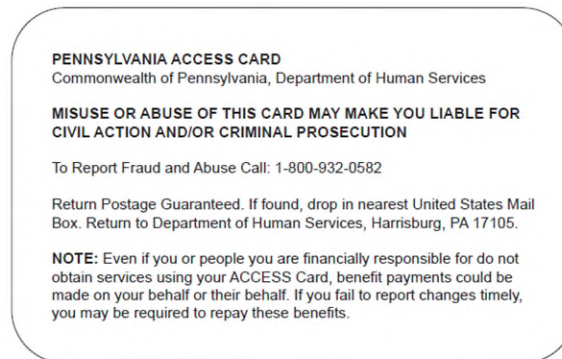 PENNSYLVANIA ACCESS CARD
Commonwealth of Pennsylvania, Department of Human Services
MISUSE OR ABUSE OF THIS CARD MAY MAKE YOU LIABLE FOR
CIVIL ACTION AND/OR CRIMINAL PROSECUTION
To Report Fraud and Abuse Call: 1-800-932-0582
Return Postage Guaranteed. If found, drop in nearest United States Mail
Box. Return to Department of Human Services, Harrisburg, PA 17105.
NOTE: Even if you or people you are financially responsible for do not
obtain services using your ACCESS Card, benefit payments could be
made on your behalf or their behalf. If you fail to report changes timely,
you may be required to repay these benefits.